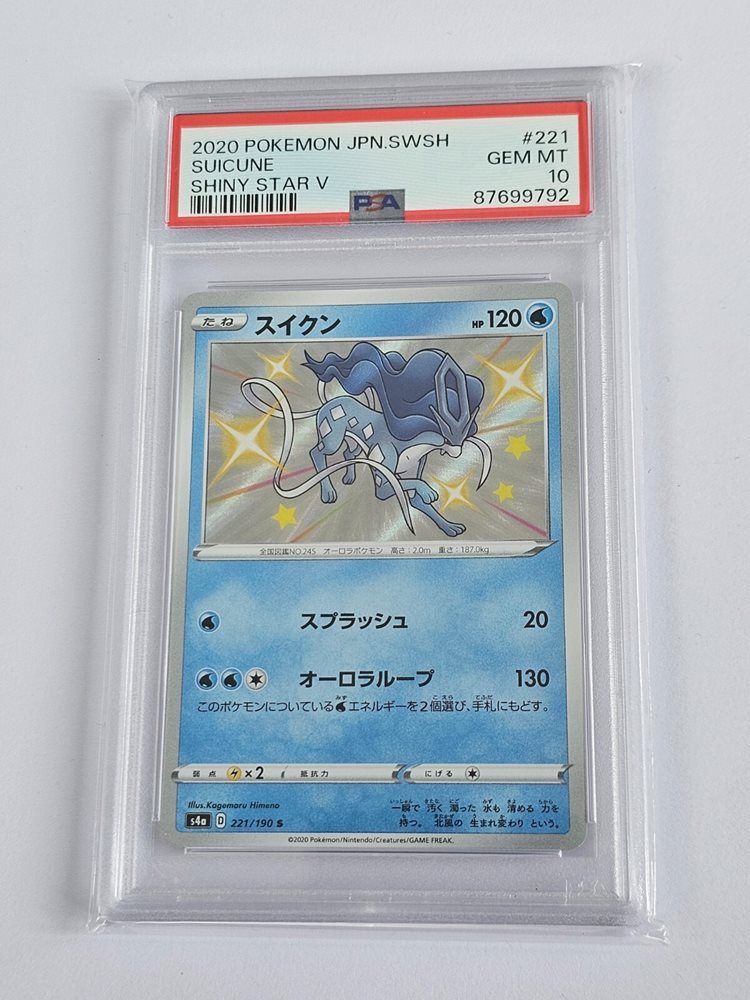 2020 POKEMON JPN.SWSH #221
SUICUNE GEM MT
SHINY STAR V 10
PSA 87699792
たね スイクン HP 120
全国図鑑NO.245 オーロラポケモン 高さ:2.0m 重さ:187.0kg
スプラッシュ 20
オーロラループ 130
このポケモンについているエネルギーを2個選び、手札にもどす。
弱点 ×2 抵抗力 にげる
Illus.Kagemaru Himeno
一瞬で 汚く 濁った 水も 清める 力を
s4a D 221/190 S
持つ。 北風の 生まれ変わり という。
©2020 Pokémon/Nintendo/Creatures/GAME FREAK.